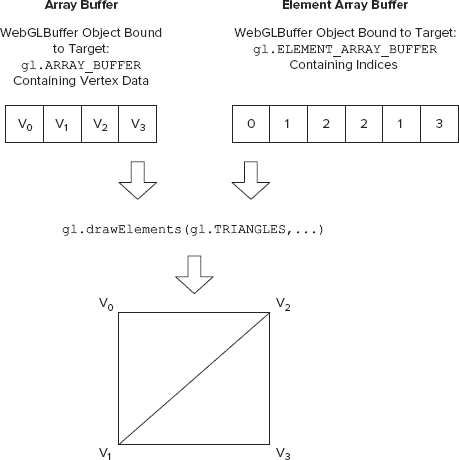 Array Buffer
WebGLBuffer Object Bound
to Target:
gl.ARRAY_BUFFER
Containing Vertex Data
V0 V1 V2 V3
Element Array Buffer
WebGLBuffer Object Bound to Target:
gl.ELEMENT_ARRAY_BUFFER
Containing Indices
0 1 2 2 1 3
gl.drawElements(gl.TRIANGLES,...)
V0 V2
V1 V3